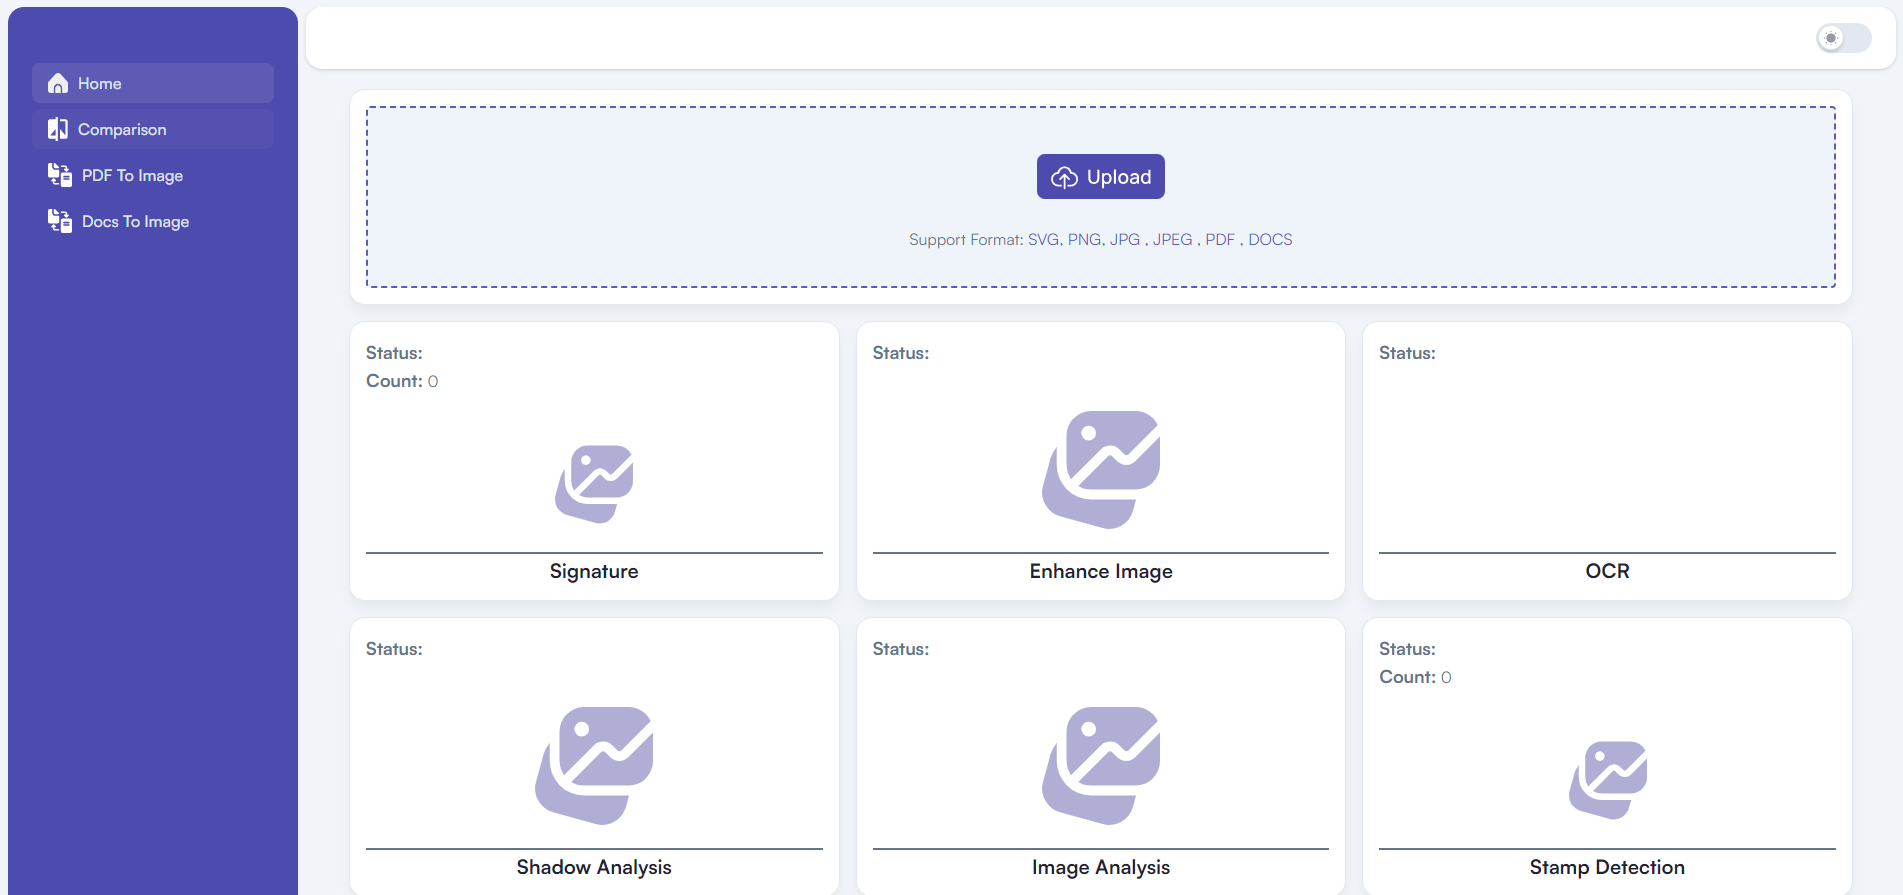 Home
Comparison
PDF To Image
Docs To Image
Upload
Support Format: SVG, PNG, JPG , JPEG , PDF , DOCS
Status:
Count: 0
Signature
Status:
Enhance Image
Status:
OCR
Status:
Shadow Analysis
Status:
Image Analysis
Status:
Count: 0
Stamp Detection